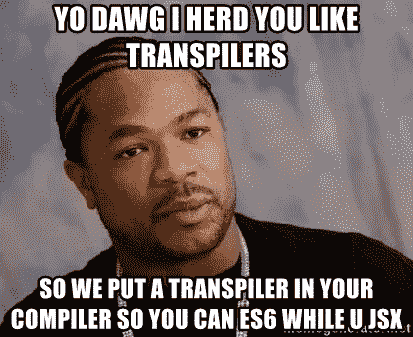 YO DAWG I HERD YOU LIKE
TRANSPILERS
SO WE PUT A TRANSPILER IN YOUR
COMPILER SO YOU CAN ES6 WHILE U JSX